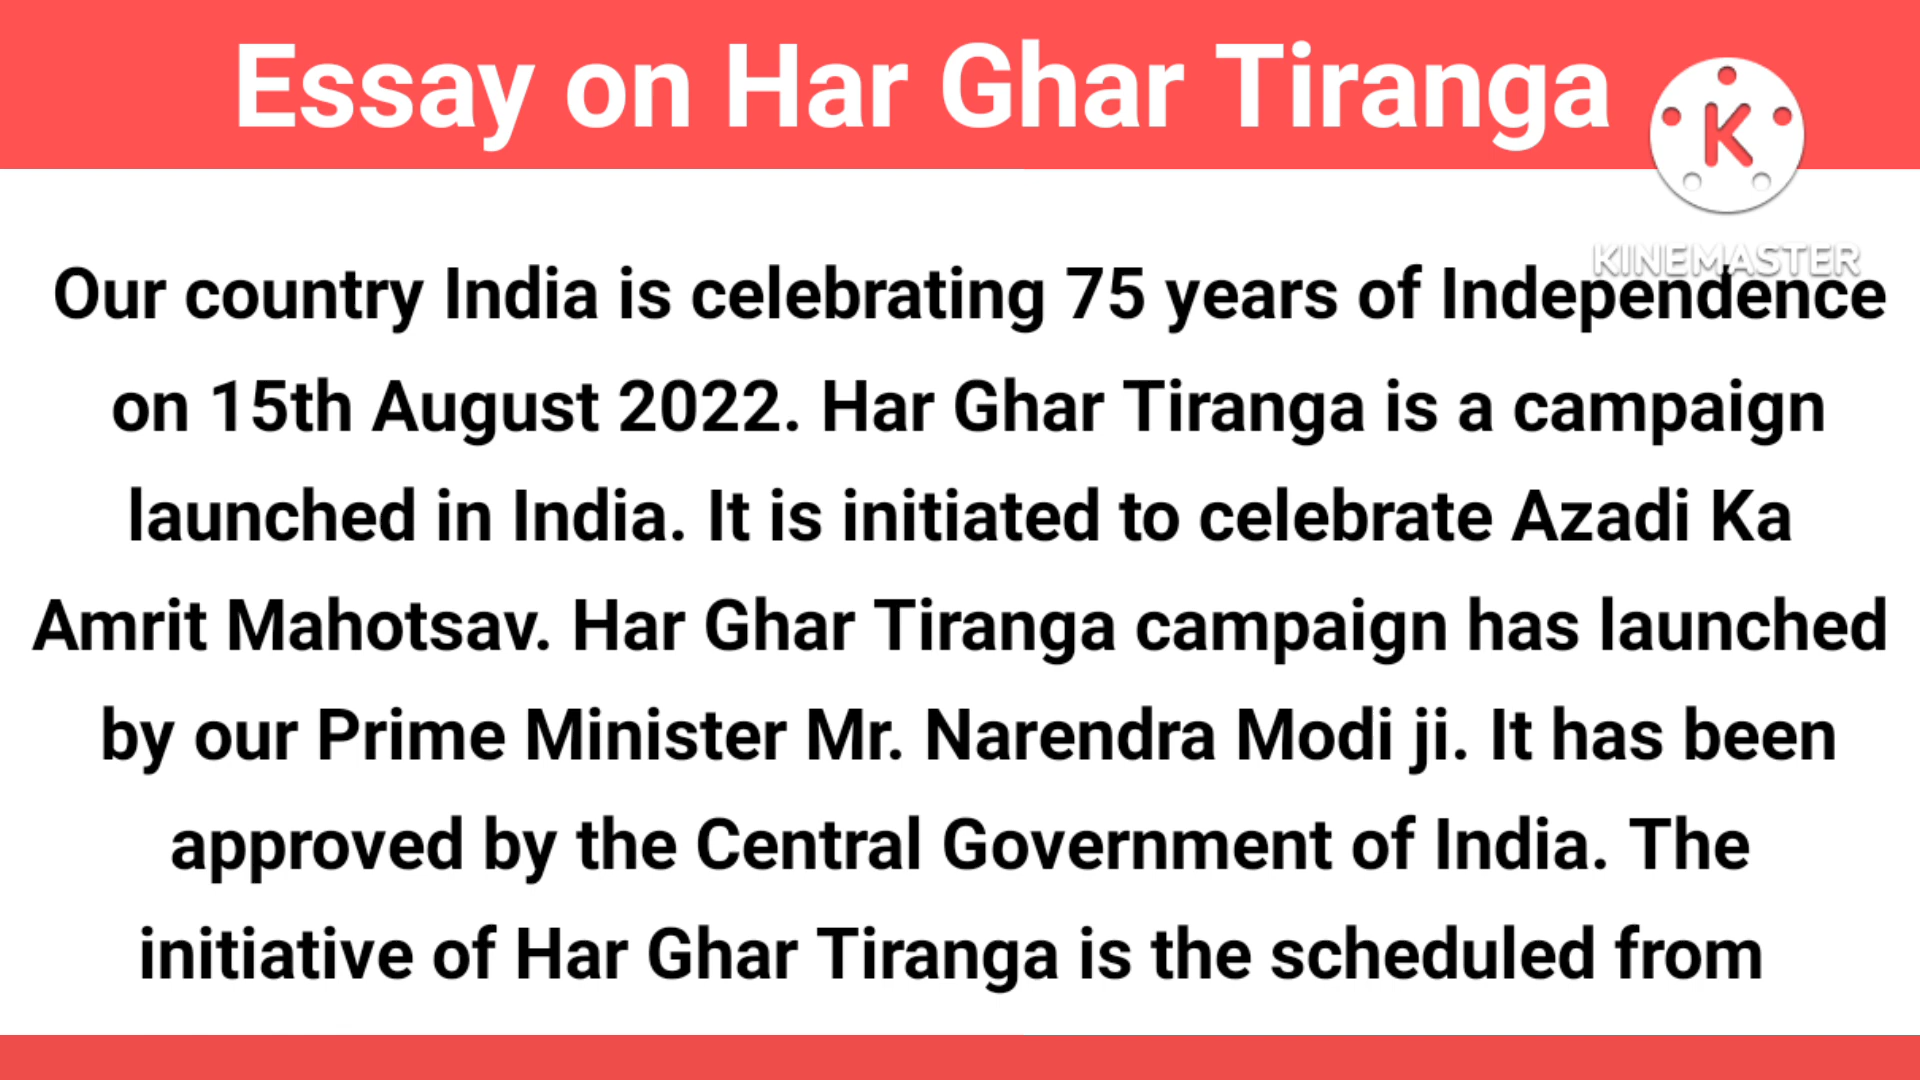 Essay on Har Ghar Tiranga
K
KINEMASTER
Our country India is celebrating 75 years of Independence
on 15th August 2022. Har Ghar Tiranga is a campaign
launched in India. It is initiated to celebrate Azadi Ka
Amrit Mahotsav. Har Ghar Tiranga campaign has launched
by our Prime Minister Mr. Narendra Modi ji. It has been
approved by the Central Government of India. The
initiative of Har Ghar Tiranga is the scheduled from